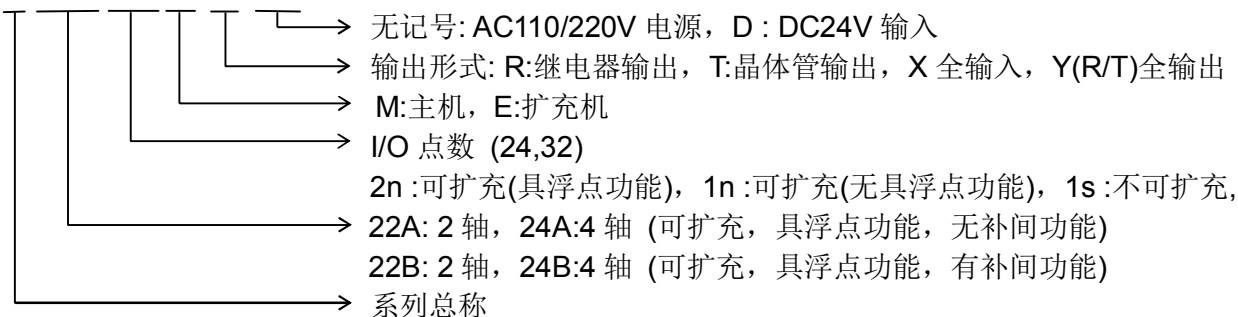 无记号: AC110/220V 电源，D : DC24V 输入
输出形式: R:继电器输出，T:晶体管输出，X 全输入，Y(R/T)全输出
M:主机，E:扩充机
I/O 点数 (24,32)
2n :可扩充(具浮点功能)，1n :可扩充(无具浮点功能)，1s :不可扩充,
22A: 2 轴，24A:4 轴 (可扩充，具浮点功能，无补间功能)
22B: 2 轴，24B:4 轴 (可扩充，具浮点功能，有补间功能)
系列总称